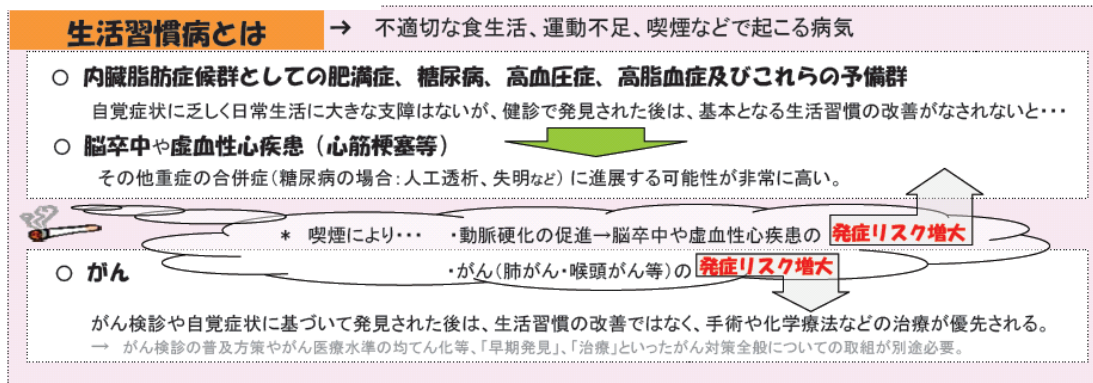 生活習慣病とは → 不適切な食生活、運動不足、喫煙などで起こる病気
○ 内臓脂肪症候群としての肥満症、糖尿病、高血圧症、高脂血症及びこれらの予備群
自覚症状に乏しく日常生活に大きな支障はないが、健診で発見された後は、基本となる生活習慣の改善がなされないと・・・
○ 脳卒中や虚血性心疾患（心筋梗塞等）
その他重症の合併症（糖尿病の場合：人工透析、失明など）に進展する可能性が非常に高い。
* 喫煙により・・・ ・動脈硬化の促進→脳卒中や虚血性心疾患の 発症リスク増大
○ がん ・がん（肺がん・喉頭がん等）の 発症リスク増大
がん検診や自覚症状に基づいて発見された後は、生活習慣の改善ではなく、手術や化学療法などの治療が優先される。
→ がん検診の普及方策やがん医療水準の均てん化等、「早期発見」、「治療」といったがん対策全般についての取組が別途必要。